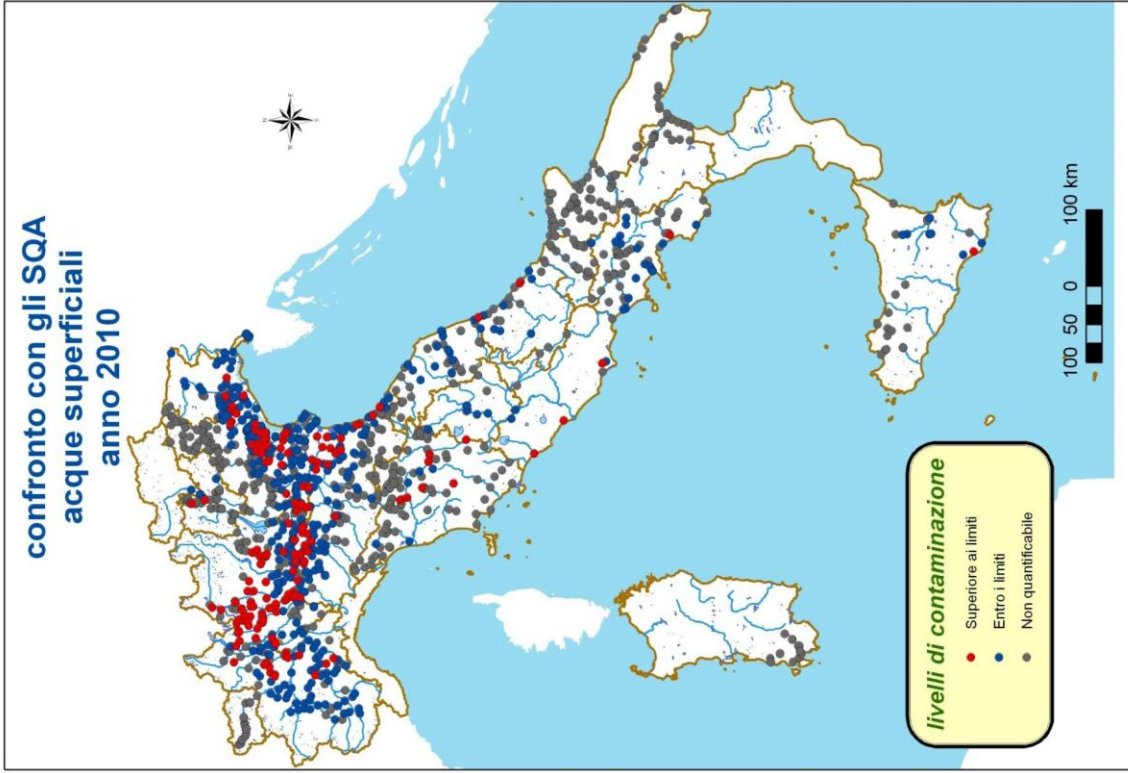 confronto con gli SQA
acque superficiali
anno 2010
N
E
S
livelli di contaminazione
Superiore ai limiti
Entro i limiti
Non quantificabile
100 50 0 100 km